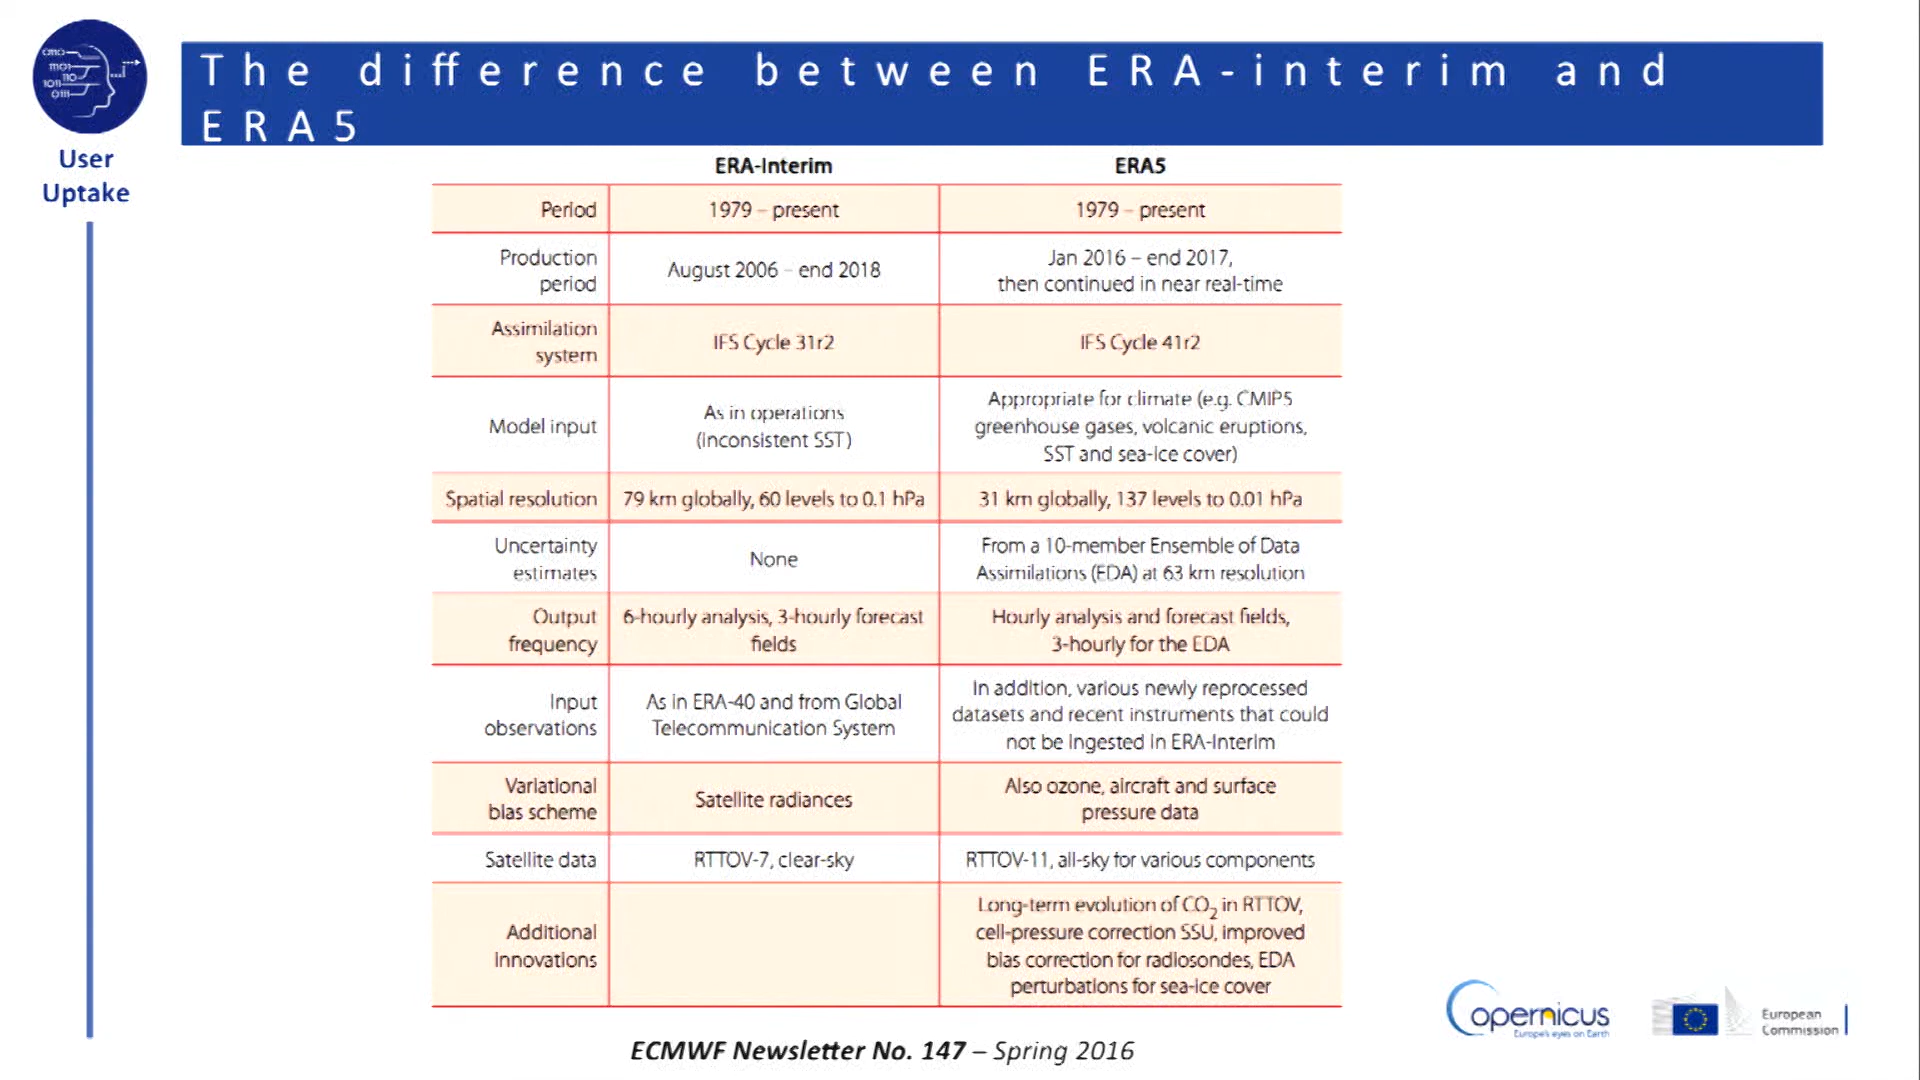 The difference between ERA-interim and
ERA5
User
Uptake
ERA-Interim ERA5
Period 1979 – present 1979 – present
Production
period
August 2006 – end 2018
Jan 2016 – end 2017,
then continued in near real-time
Assimilation
system
IFS Cycle 31r2
IFS Cycle 41r2
Model input
As in operations
(inconsistent SST)
Appropriate for climate (e.g. CMIP5
greenhouse gases, volcanic eruptions,
SST and sea-ice cover)
Spatial resolution 79 km globally, 60 levels to 0.1 hPa 31 km globally, 137 levels to 0.01 hPa
Uncertainty
estimates
None
From a 10-member Ensemble of Data
Assimilations (EDA) at 63 km resolution
Output
frequency
6-hourly analysis, 3-hourly forecast
fields
Hourly analysis and forecast fields,
3-hourly for the EDA
Input
observations
As in ERA-40 and from Global
Telecommunication System
In addition, various newly reprocessed
datasets and recent instruments that could
not be ingested in ERA-Interim
Variational
bias scheme
Satellite radiances
Also ozone, aircraft and surface
pressure data
Satellite data RTTOV-7, clear-sky RTTOV-11, all-sky for various components
Additional
innovations
Long-term evolution of CO₂ in RTTOV,
cell-pressure correction SSU, improved
bias correction for radiosondes, EDA
perturbations for sea-ice cover
ECMWF Newsletter No. 147 – Spring 2016
Copernicus
Europe's eyes on Earth
European
Commission